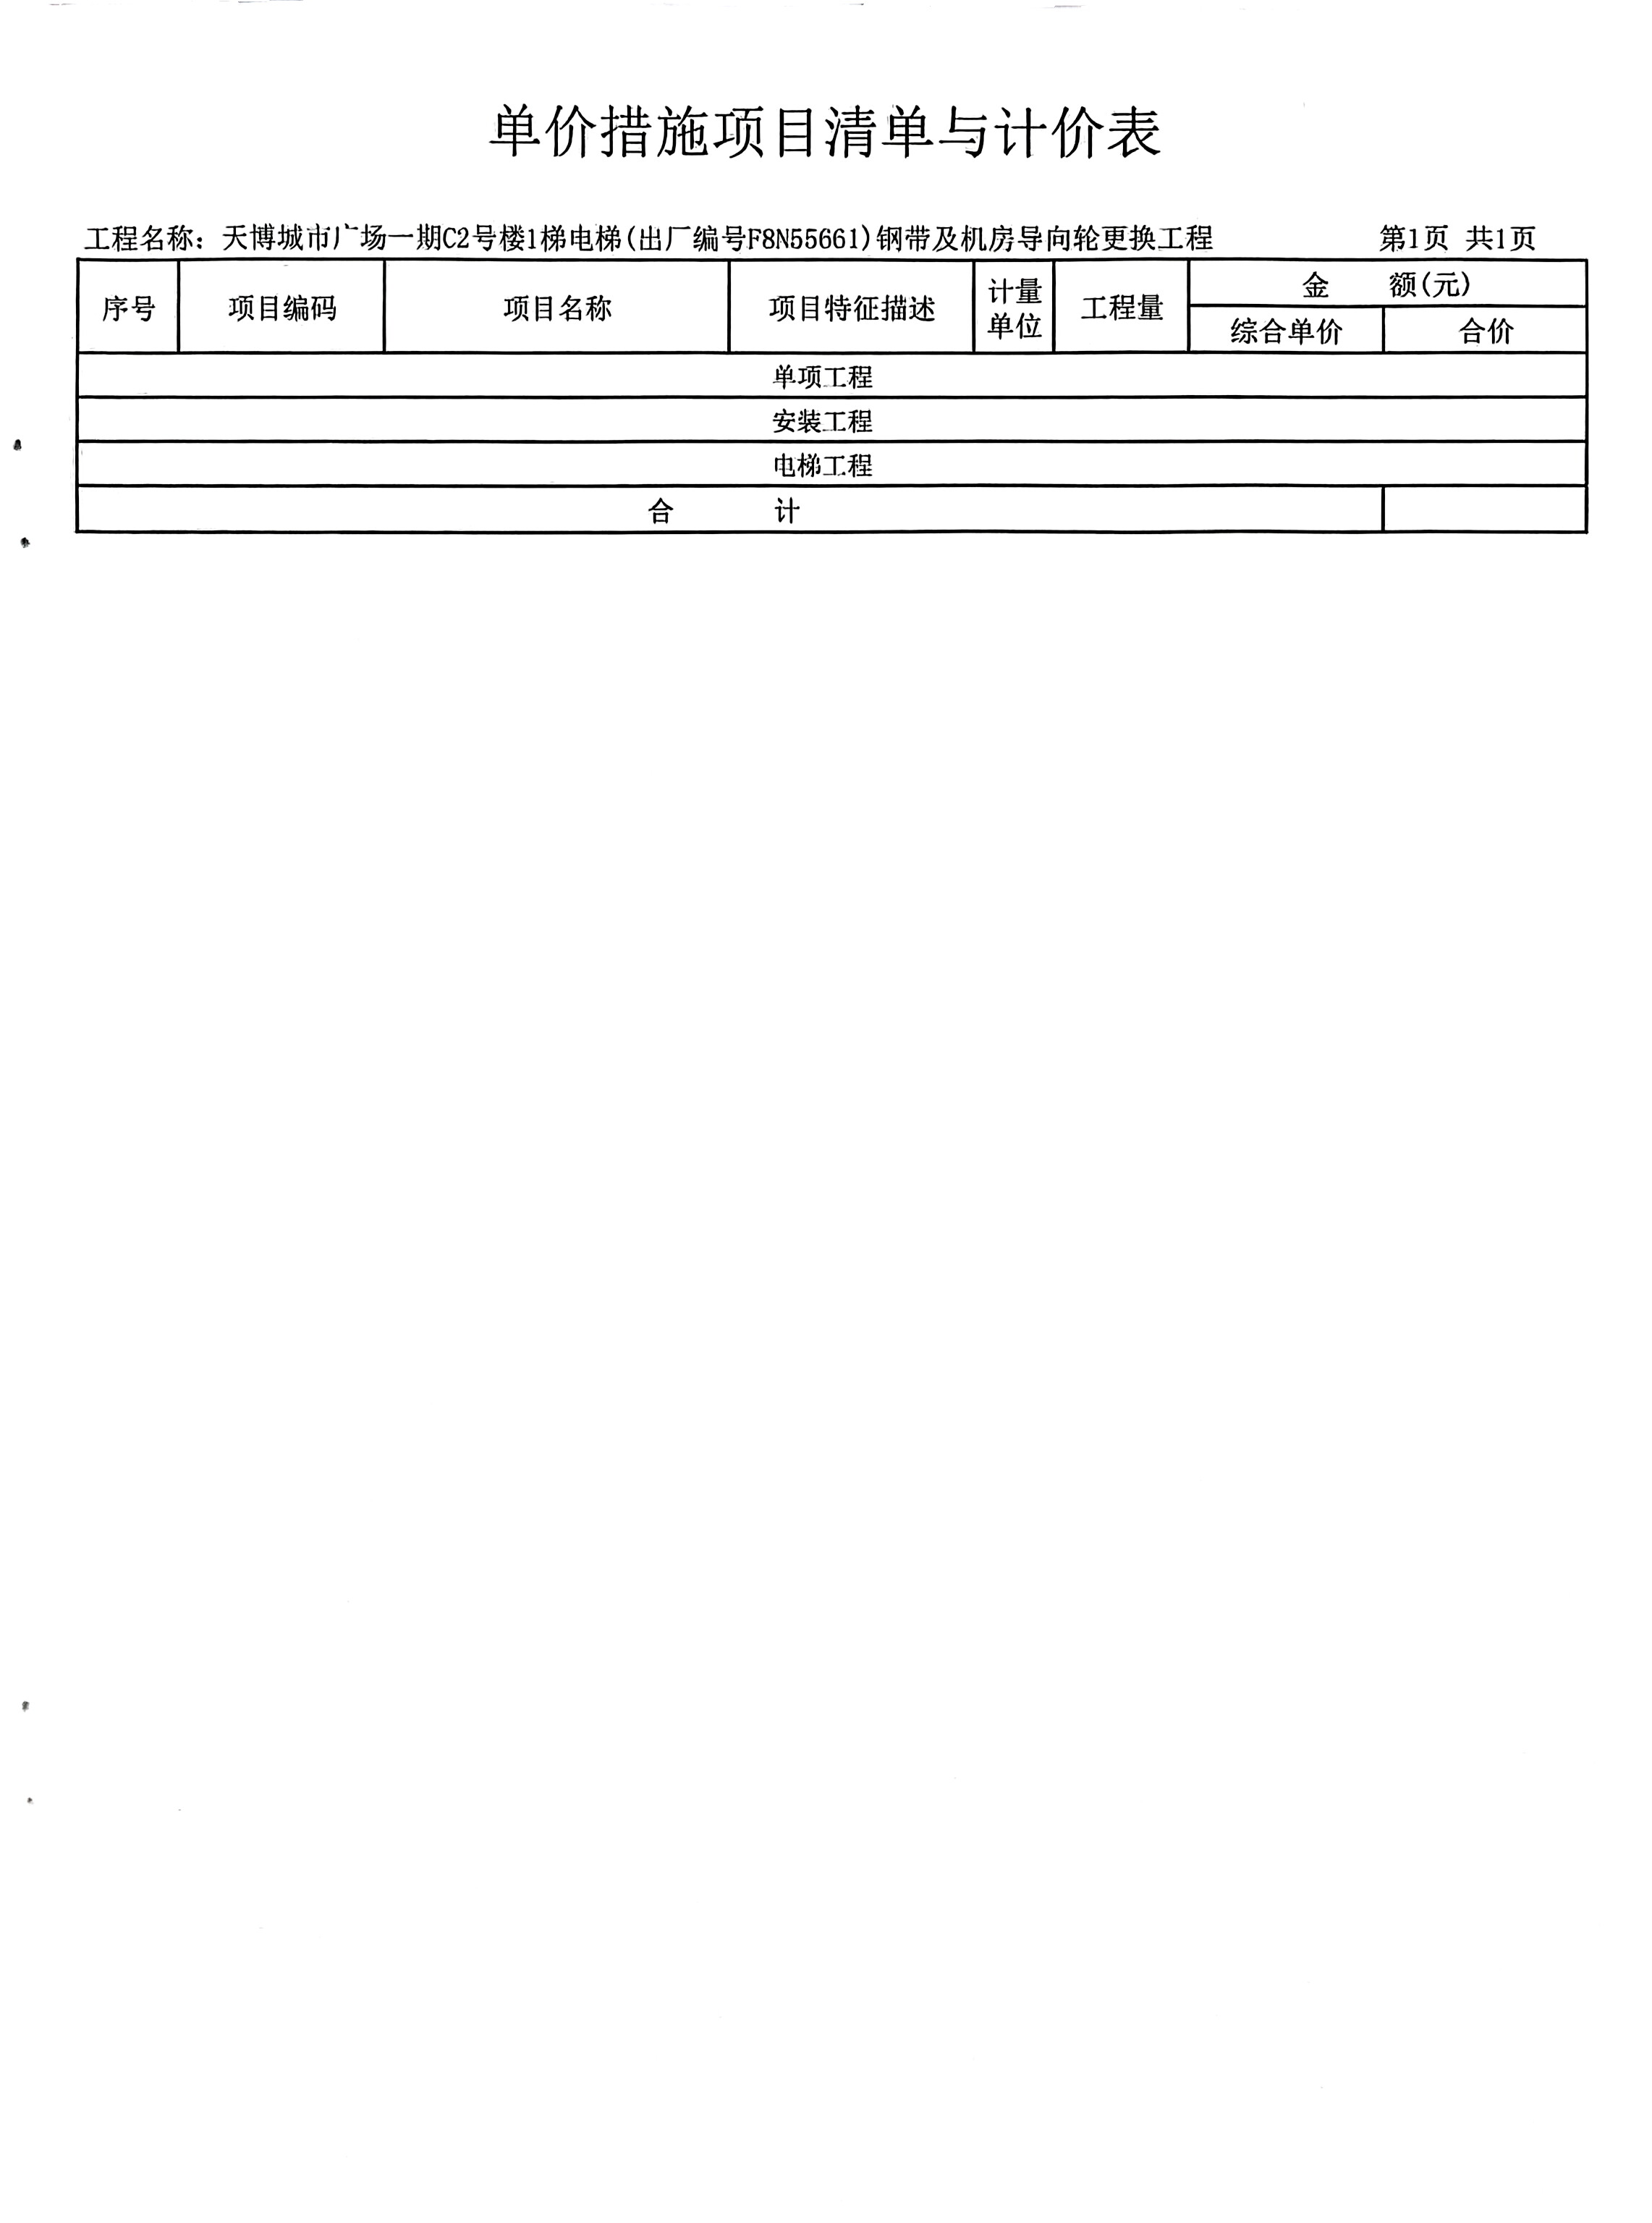 单价措施项目清单与计价表
工程名称：天博城市广场一期C2号楼1梯电梯(出厂编号F8N55661)钢带及机房导向轮更换工程 第1页 共1页
序号 项目编码 项目名称 项目特征描述 计量单位 工程量 金 额(元)
综合单价 合价
单项工程
安装工程
电梯工程
合 计